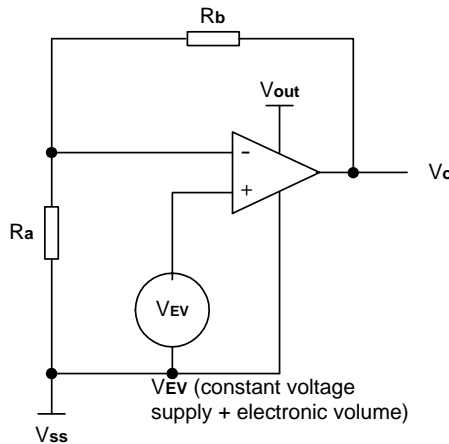 Rb
Vout
-
Vo
+
Ra
VEV
VEV (constant voltage
supply + electronic volume)
Vss